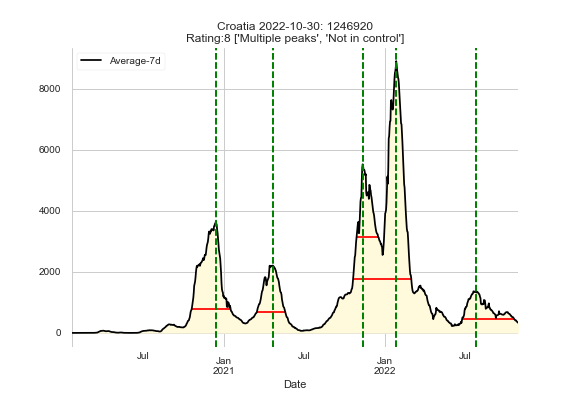 Croatia 2022-10-30: 1246920
Rating:8 ['Multiple peaks', 'Not in control']
Average-7d
8000
6000
4000
2000
0
Jul
Jan
2021
Jul
Jan
2022
Jul
Date